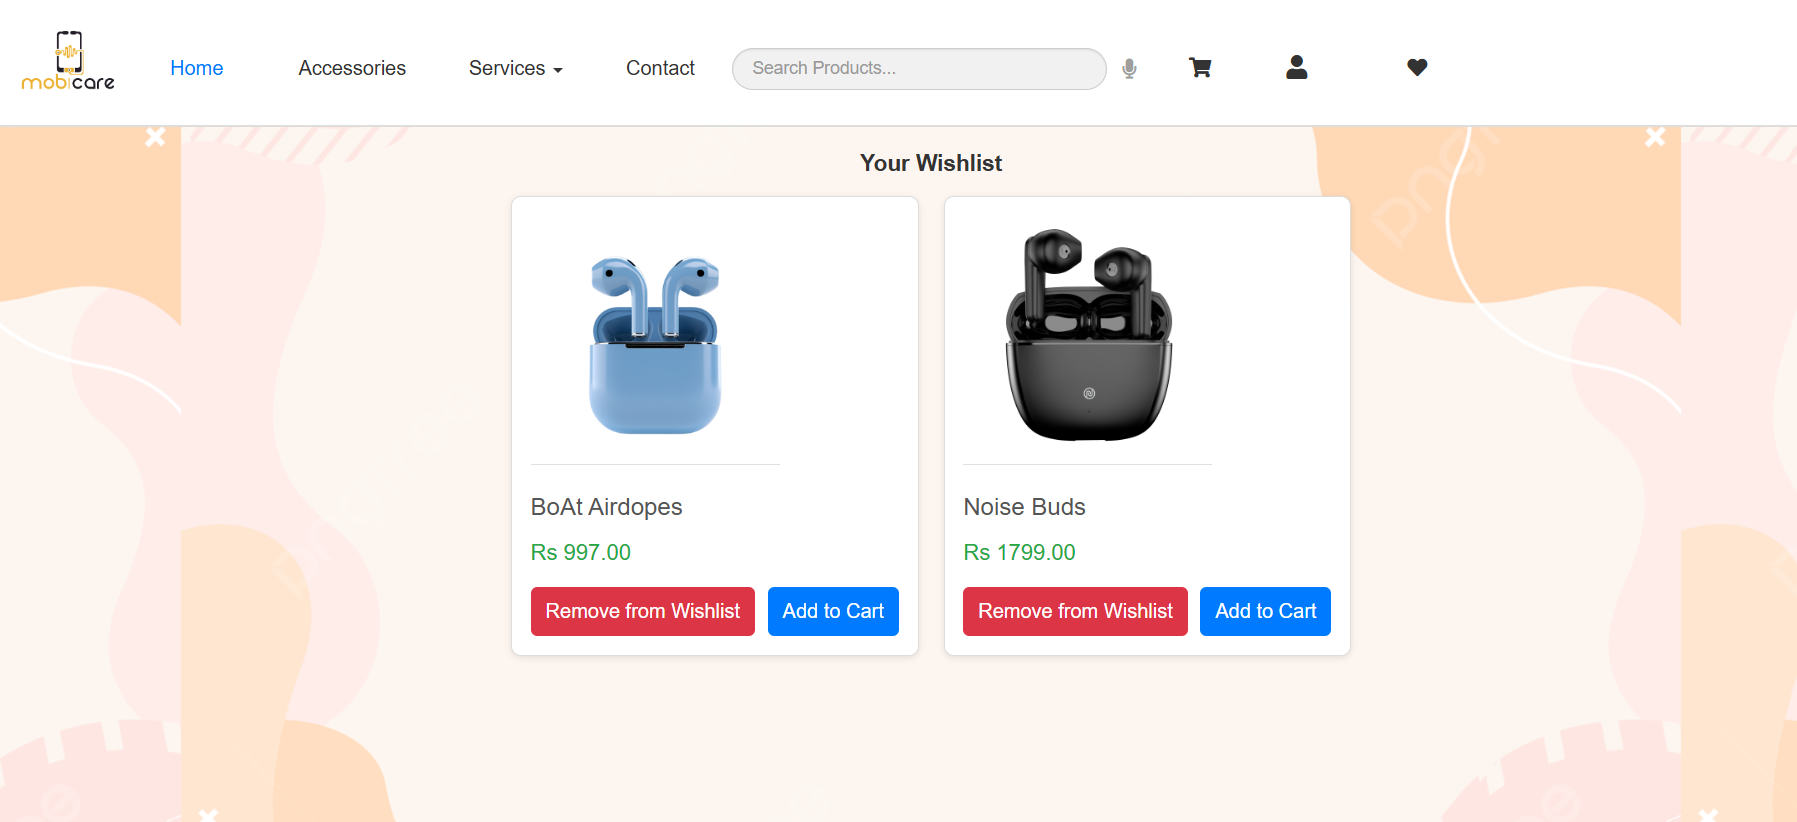 mobicare
Home
Accessories
Services
Contact
Search Products...
Your Wishlist
BoAt Airdopes
Rs 997.00
Remove from Wishlist
Add to Cart
Noise Buds
Rs 1799.00
Remove from Wishlist
Add to Cart